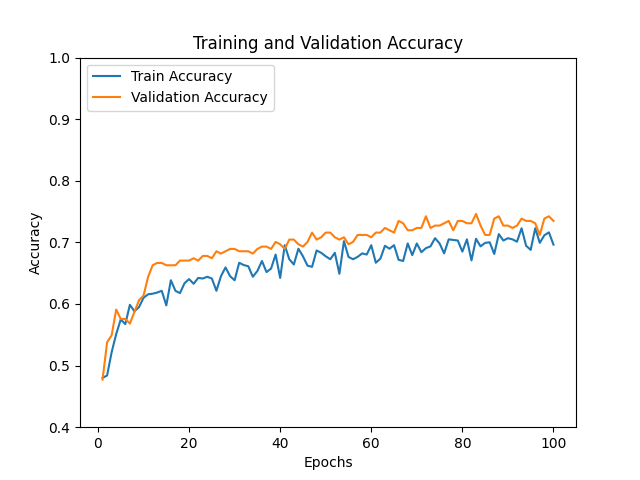 Training and Validation Accuracy
Train Accuracy
Validation Accuracy
1.0
0.9
0.8
0.7
0.6
0.5
0.4
Accuracy
0 20 40 60 80 100
Epochs